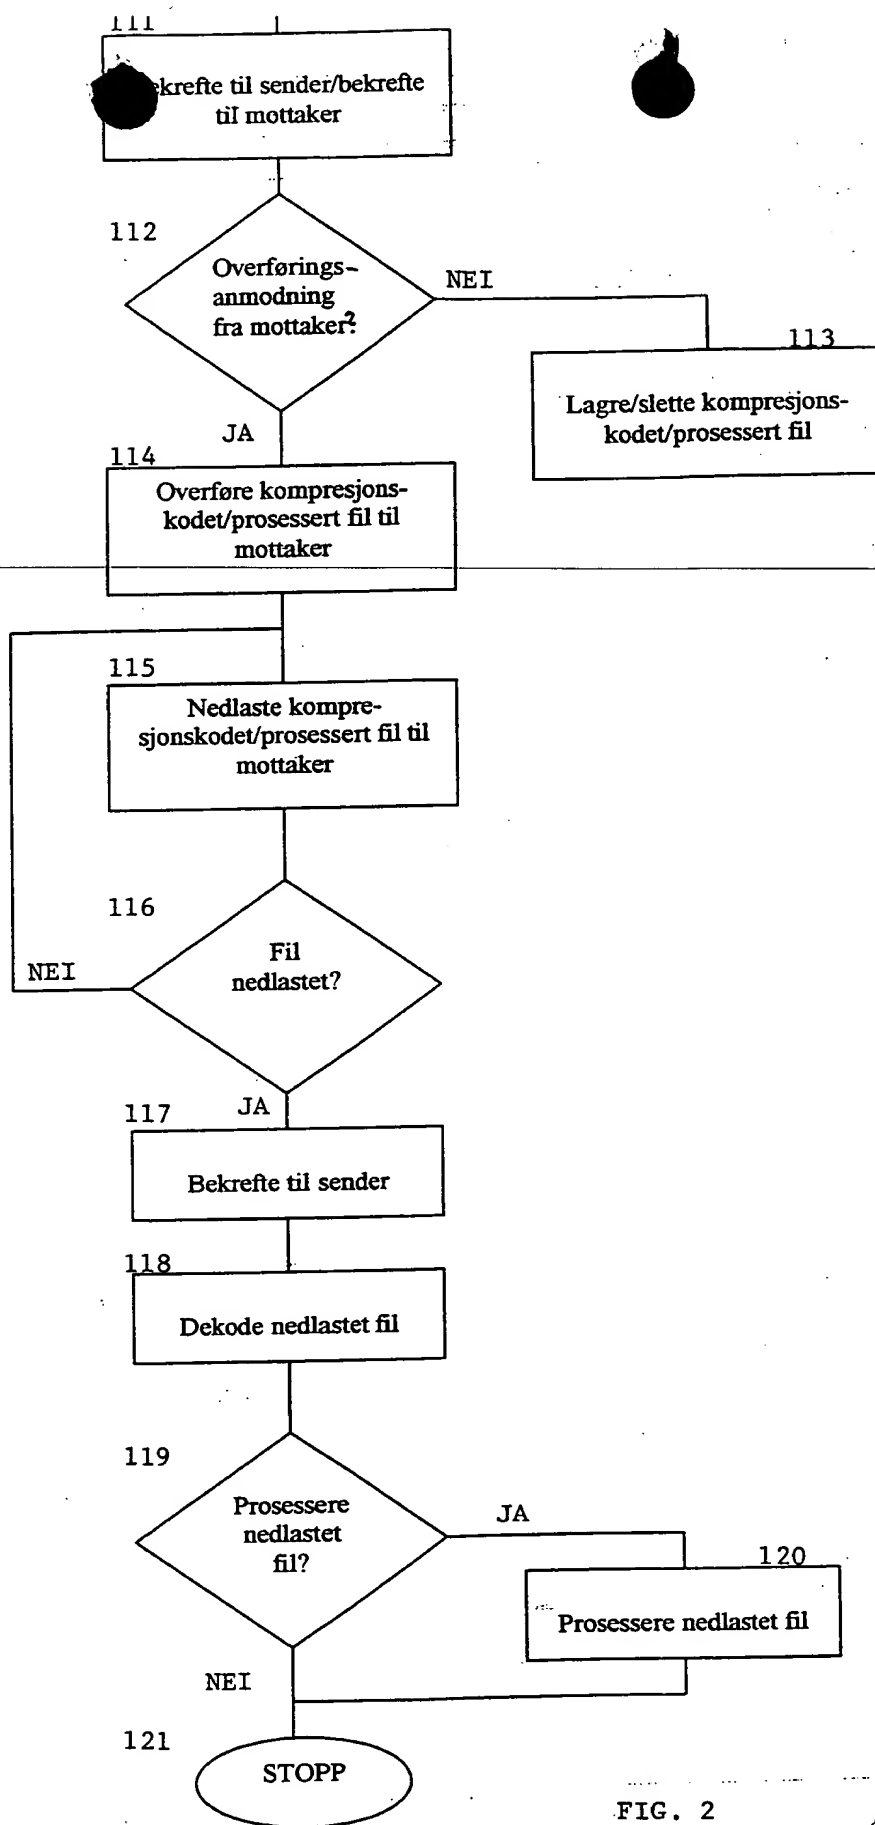 111
til sender/bekrefte
til mottaker
112
Overførings-
anmodning
fra mottaker?
NEI
113
Lagre/slette kompresjons-
kodet/prosessert fil
JA
114
Overføre kompresjons-
kodet/prosessert fil til
mottaker
115
Nedlaste kompre-
sjonskodet/prosessert fil til
mottaker
116
Fil
nedlastet?
NEI
JA
117
Bekrefte til sender
118
Dekode nedlastet fil
119
Prosessere
nedlastet
fil?
JA
120
Prosessere nedlastet fil
NEI
121
STOPP
FIG. 2